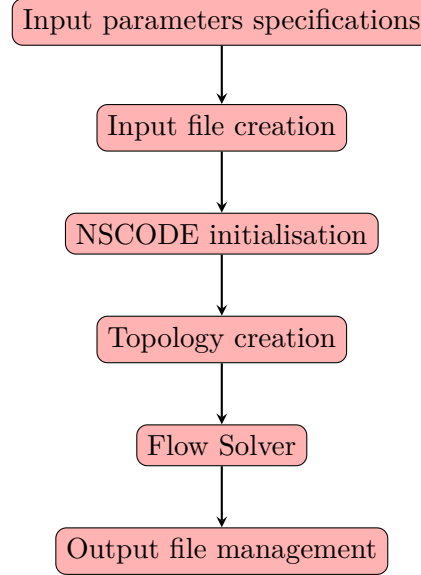 Input parameters specifications
Input file creation
NSCODE initialisation
Topology creation
Flow Solver
Output file management